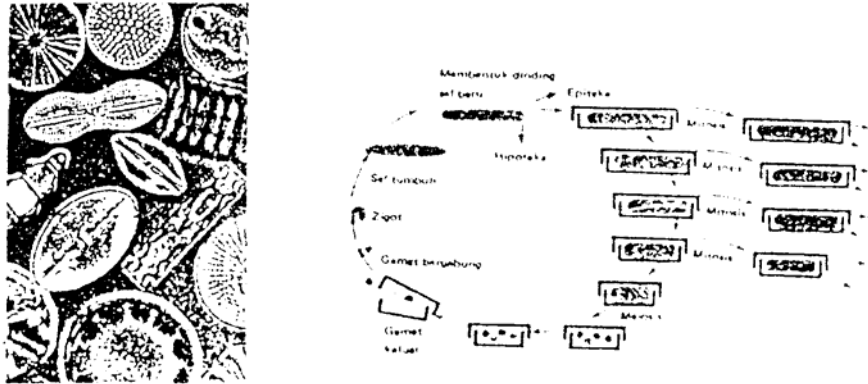 Membentuk dinding
sel baru
Epiteka
Hipoteka
Sel tumbuh
Zigot
Gamet bergabung
Gamet
keluar
Mitosis
Mitosis
Mitosis
Mitosis
Meiosis